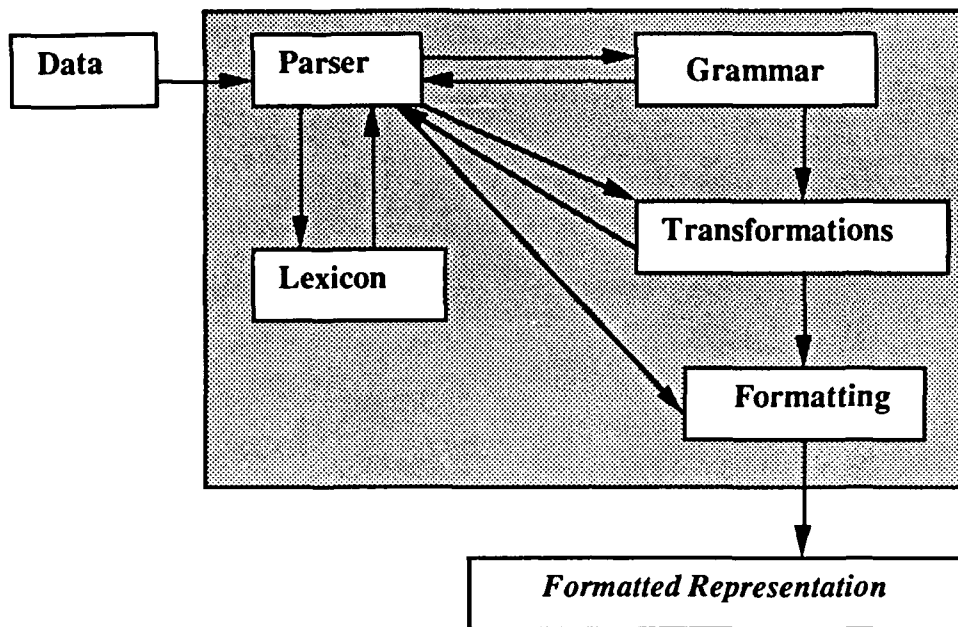 Data
Parser
Grammar
Transformations
Lexicon
Formatting
Formatted Representation